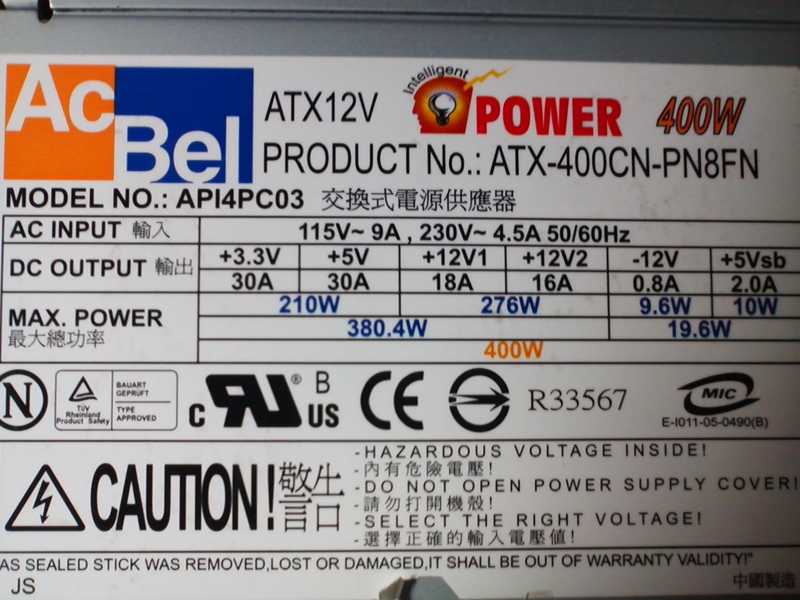 AcBel
ATX12V Intelligent POWER 400W
PRODUCT No.: ATX-400CN-PN8FN
MODEL NO.: API4PC03 交換式電源供應器
AC INPUT 輸入 115V~ 9A , 230V~ 4.5A 50/60Hz
DC OUTPUT 輸出 +3.3V +5V +12V1 +12V2 -12V +5Vsb
30A 30A 18A 16A 0.8A 2.0A
MAX. POWER 210W 276W 9.6W 10W
最大總功率 380.4W 19.6W
400W
N TÜV Rheinland Product Safety BAUART GEPRÜFT TYPE APPROVED c RU US B CE R33567 MIC
E-I011-05-0490(B)
CAUTION! 警告
-HAZARDOUS VOLTAGE INSIDE!
-內有危險電壓!
-DO NOT OPEN POWER SUPPLY COVER!
-請勿打開機殼!
-SELECT THE RIGHT VOLTAGE!
-選擇正確的輸入電壓值!
AS SEALED STICK WAS REMOVED,LOST OR DAMAGED,IT SHALL BE OUT OF WARRANTY VALIDITY!"
JS 中國製造